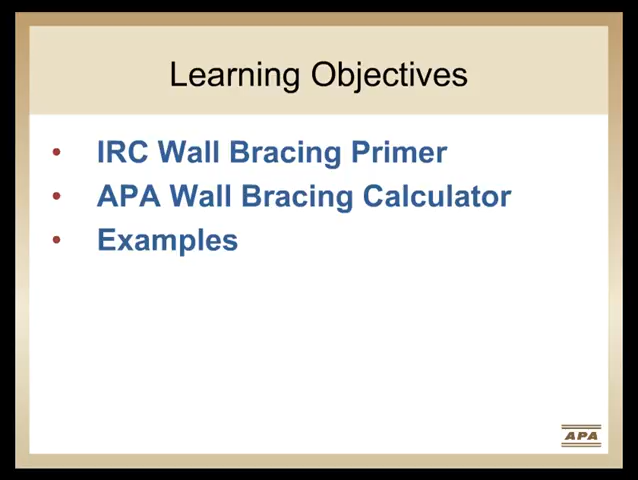 Learning Objectives
• IRC Wall Bracing Primer
• APA Wall Bracing Calculator
• Examples
APA